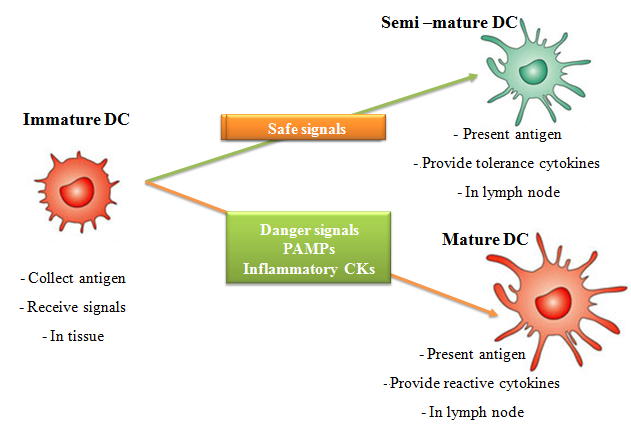 Immature DC
- Collect antigen
- Receive signals
- In tissue
Safe signals
Danger signals
PAMPs
Inflammatory CKs
Semi –mature DC
- Present antigen
- Provide tolerance cytokines
- In lymph node
Mature DC
- Present antigen
- Provide reactive cytokines
- In lymph node